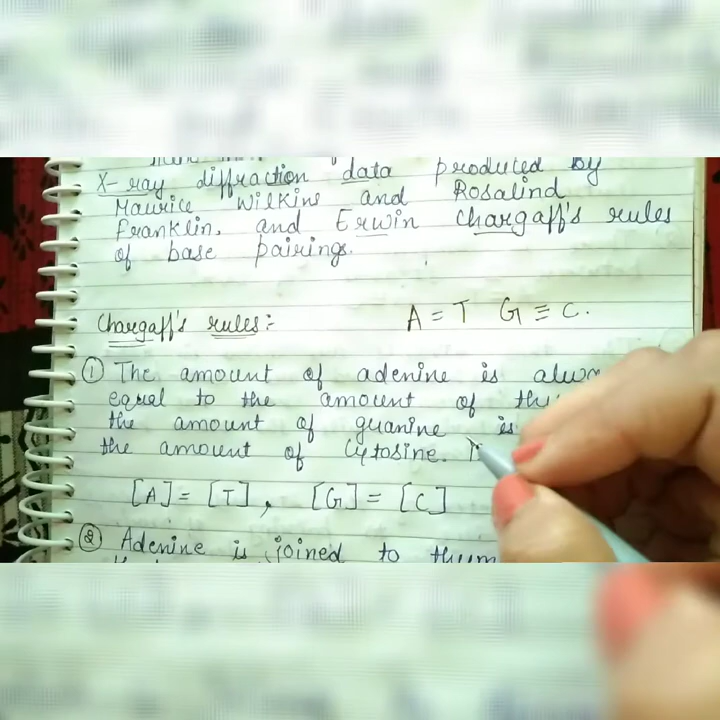 X-ray diffraction data produced by
Maurice Wilkins and Rosalind
Franklin, and Erwin Chargaff's rules
of base pairings.
Chargaff's rules:-
A = T G ≡ C.
① The amount of adenine is
equal to the amount of
the amount of guanine is
the amount of Cytosine.
[A] = [T], [G] = [C]
② Adenine is joined to